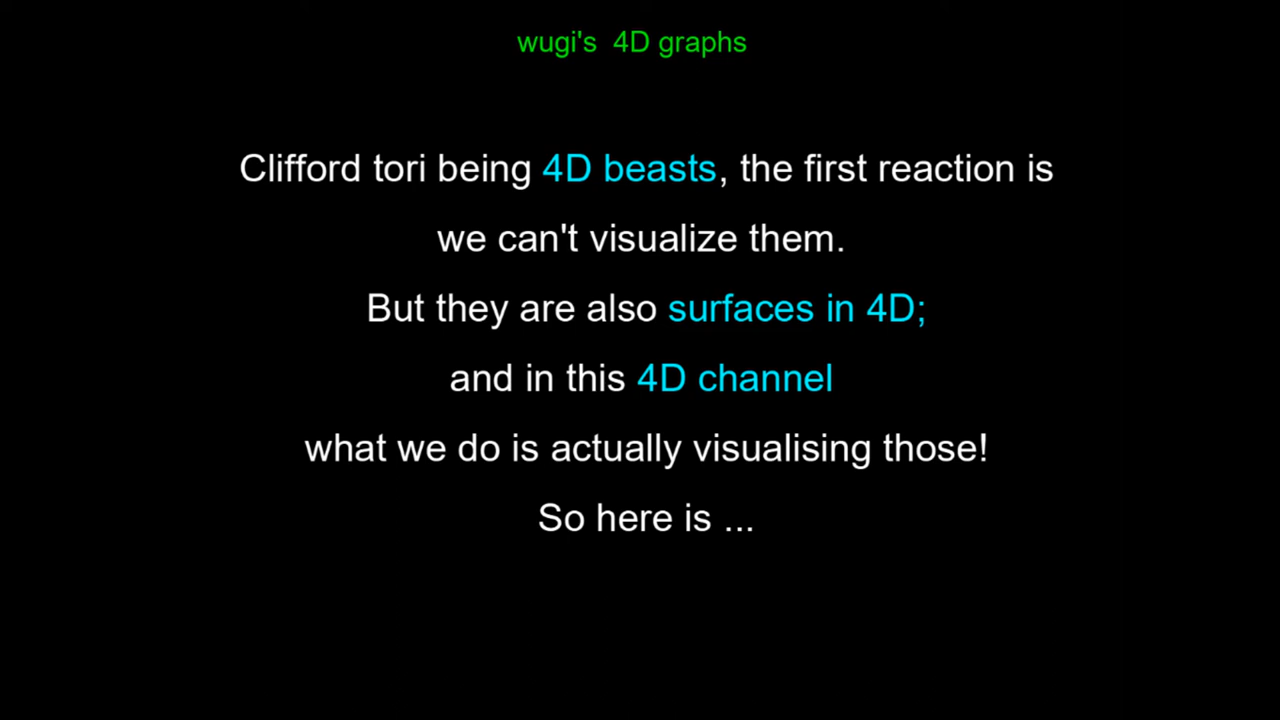 wugi's 4D graphs
Clifford tori being 4D beasts, the first reaction is
we can't visualize them.
But they are also surfaces in 4D;
and in this 4D channel
what we do is actually visualising those!
So here is ...